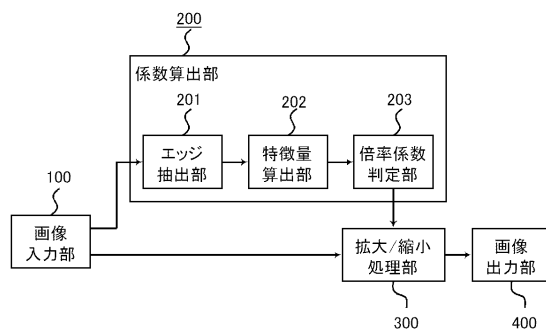 200
係数算出部
201
202
203
エッジ
抽出部
特徴量
算出部
倍率係数
判定部
100
画像
入力部
拡大/縮小
処理部
画像
出力部
300
400